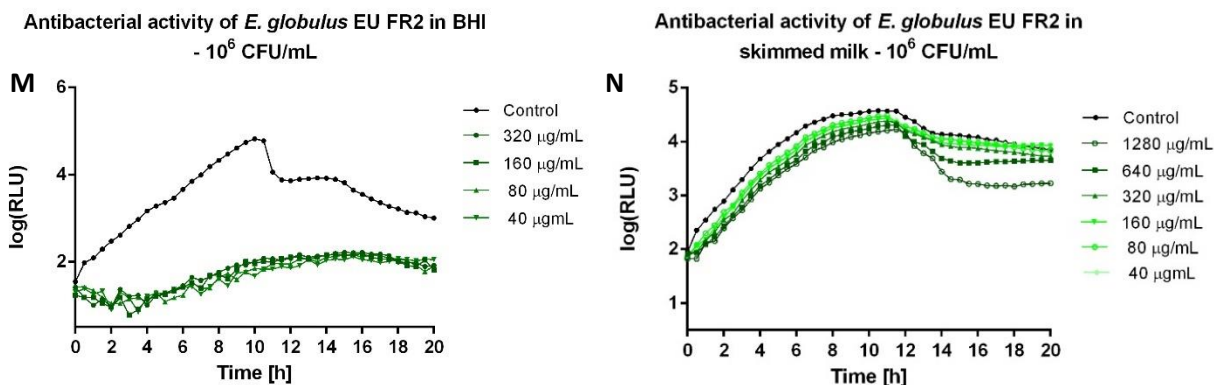 Antibacterial activity of E. globulus EU FR2 in BHI
- 10⁶ CFU/mL
M
6
4
2
log(RLU)
0 2 4 6 8 10 12 14 16 18 20
Time [h]
Control
320 µg/mL
160 µg/mL
80 µg/mL
40 µgmL
Antibacterial activity of E. globulus EU FR2 in
skimmed milk - 10⁶ CFU/mL
N
5
4
3
2
1
log(RLU)
0 2 4 6 8 10 12 14 16 18 20
Time [h]
Control
1280 µg/mL
640 µg/mL
320 µg/mL
160 µg/mL
80 µg/mL
40 µgmL